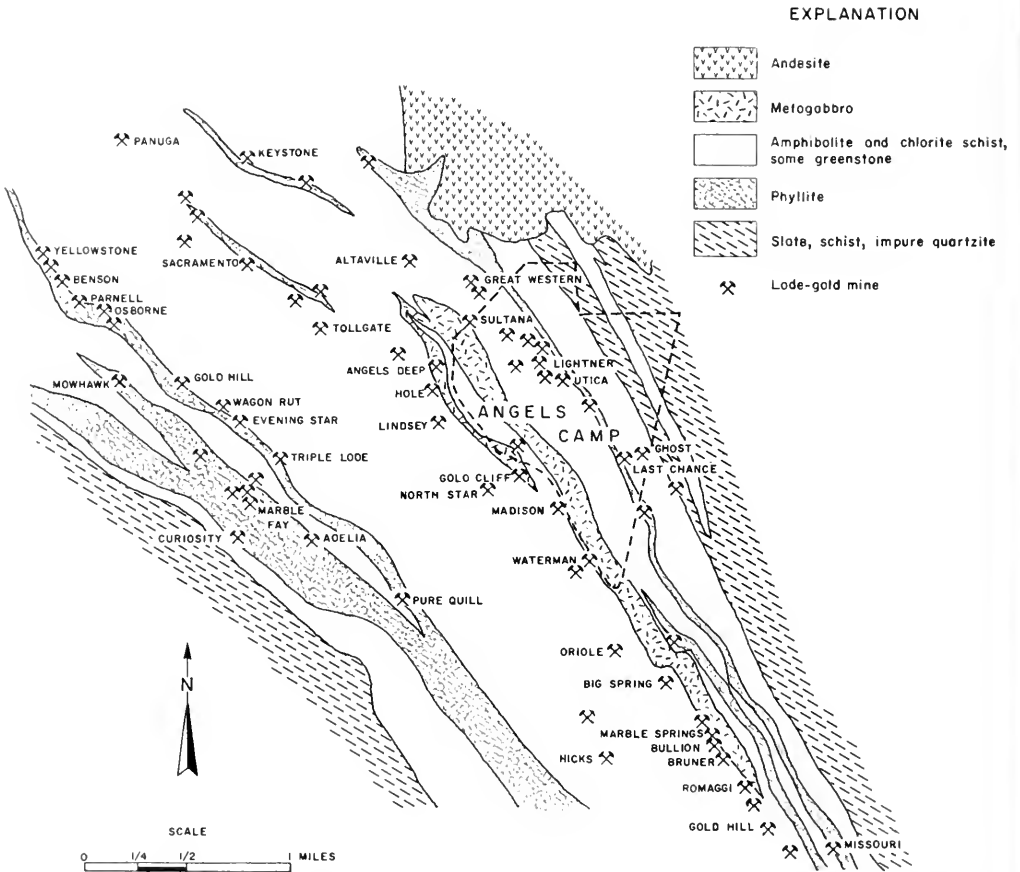 EXPLANATION
Andesite
Metogabbro
Amphibolite and chlorite schist,
some greenstone
Phyllite
Slate, schist, impure quartzite
Lode-gold mine
PANUGA
KEYSTONE
YELLOWSTONE
BENSON
PARNELL
OSBORNE
SACRAMENTO
ALTAVILLE
GREAT WESTERN
SULTANA
TOLLGATE
ANGELS DEEP
LIGHTNER
UTICA
MOWHAWK
GOLD HILL
HOLE
WAGON RUT
EVENING STAR
LINDSEY
ANGELS
CAMP
TRIPLE LODE
GHOST
LAST CHANCE
GOLD CLIFF
NORTH STAR
MADISON
MARBLE
FAY
CURIOSITY
ADELIA
WATERMAN
PURE QUILL
ORIOLE
BIG SPRING
N
MARBLE SPRINGS
BULLION
BRUNER
HICKS
ROMAGGI
GOLD HILL
MISSOURI
SCALE
0 1/4 1/2 1 MILES